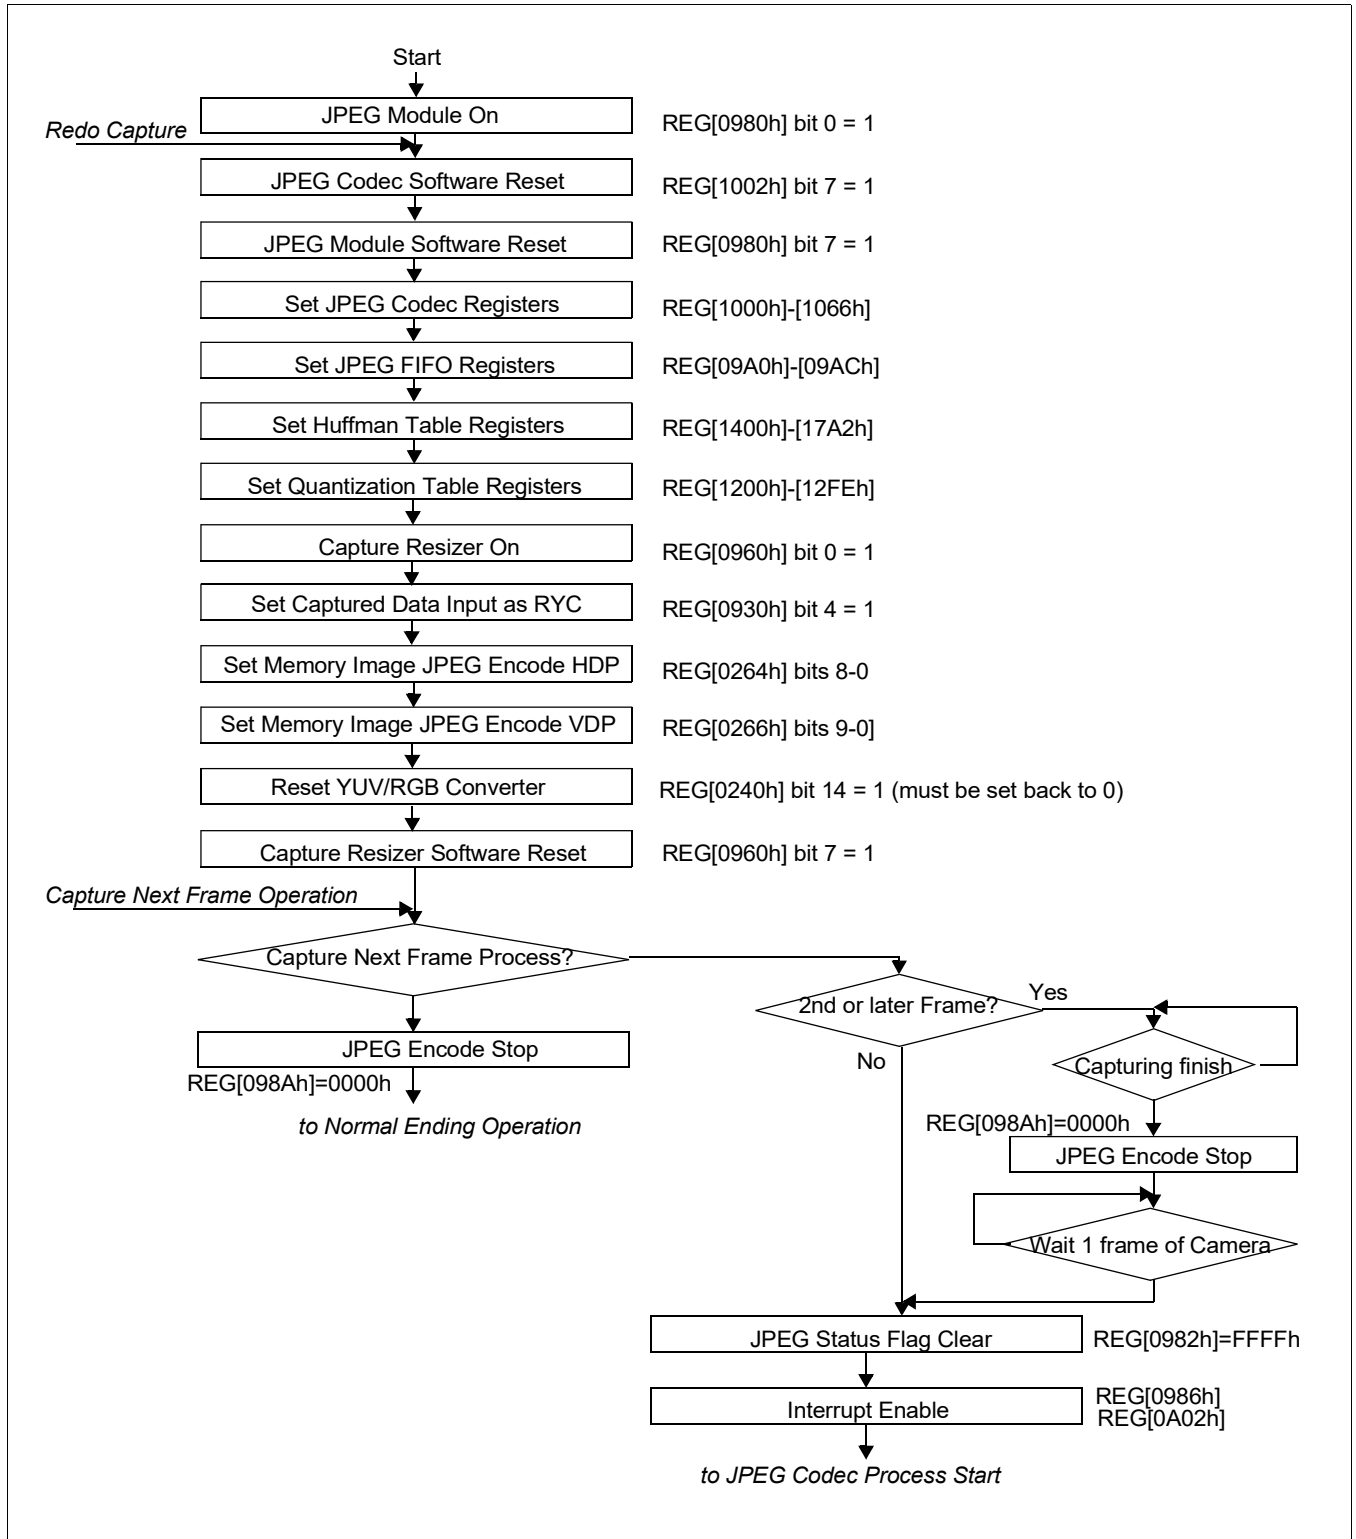 Start
JPEG Module On
REG[0980h] bit 0 = 1
Redo Capture
JPEG Codec Software Reset
REG[1002h] bit 7 = 1
JPEG Module Software Reset
REG[0980h] bit 7 = 1
Set JPEG Codec Registers
REG[1000h]-[1066h]
Set JPEG FIFO Registers
REG[09A0h]-[09ACh]
Set Huffman Table Registers
REG[1400h]-[17A2h]
Set Quantization Table Registers
REG[1200h]-[12FEh]
Capture Resizer On
REG[0960h] bit 0 = 1
Set Captured Data Input as RYC
REG[0930h] bit 4 = 1
Set Memory Image JPEG Encode HDP
REG[0264h] bits 8-0
Set Memory Image JPEG Encode VDP
REG[0266h] bits 9-0]
Reset YUV/RGB Converter
REG[0240h] bit 14 = 1 (must be set back to 0)
Capture Resizer Software Reset
REG[0960h] bit 7 = 1
Capture Next Frame Operation
Capture Next Frame Process?
2nd or later Frame?
Yes
No
JPEG Encode Stop
REG[098Ah]=0000h
to Normal Ending Operation
Capturing finish
REG[098Ah]=0000h
JPEG Encode Stop
Wait 1 frame of Camera
JPEG Status Flag Clear
REG[0982h]=FFFFh
Interrupt Enable
REG[0986h]
REG[0A02h]
to JPEG Codec Process Start